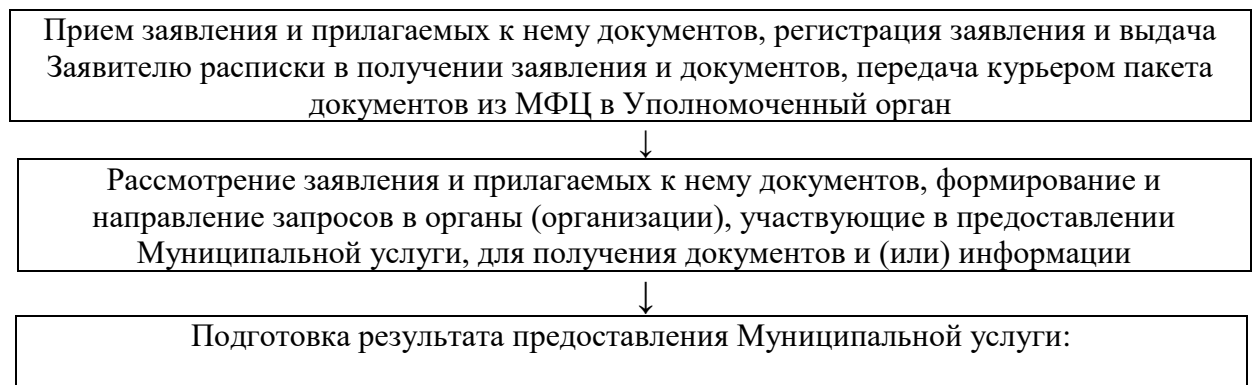 Прием заявления и прилагаемых к нему документов, регистрация заявления и выдача
Заявителю расписки в получении заявления и документов, передача курьером пакета
документов из МФЦ в Уполномоченный орган
↓
Рассмотрение заявления и прилагаемых к нему документов, формирование и
направление запросов в органы (организации), участвующие в предоставлении
Муниципальной услуги, для получения документов и (или) информации
↓
Подготовка результата предоставления Муниципальной услуги: